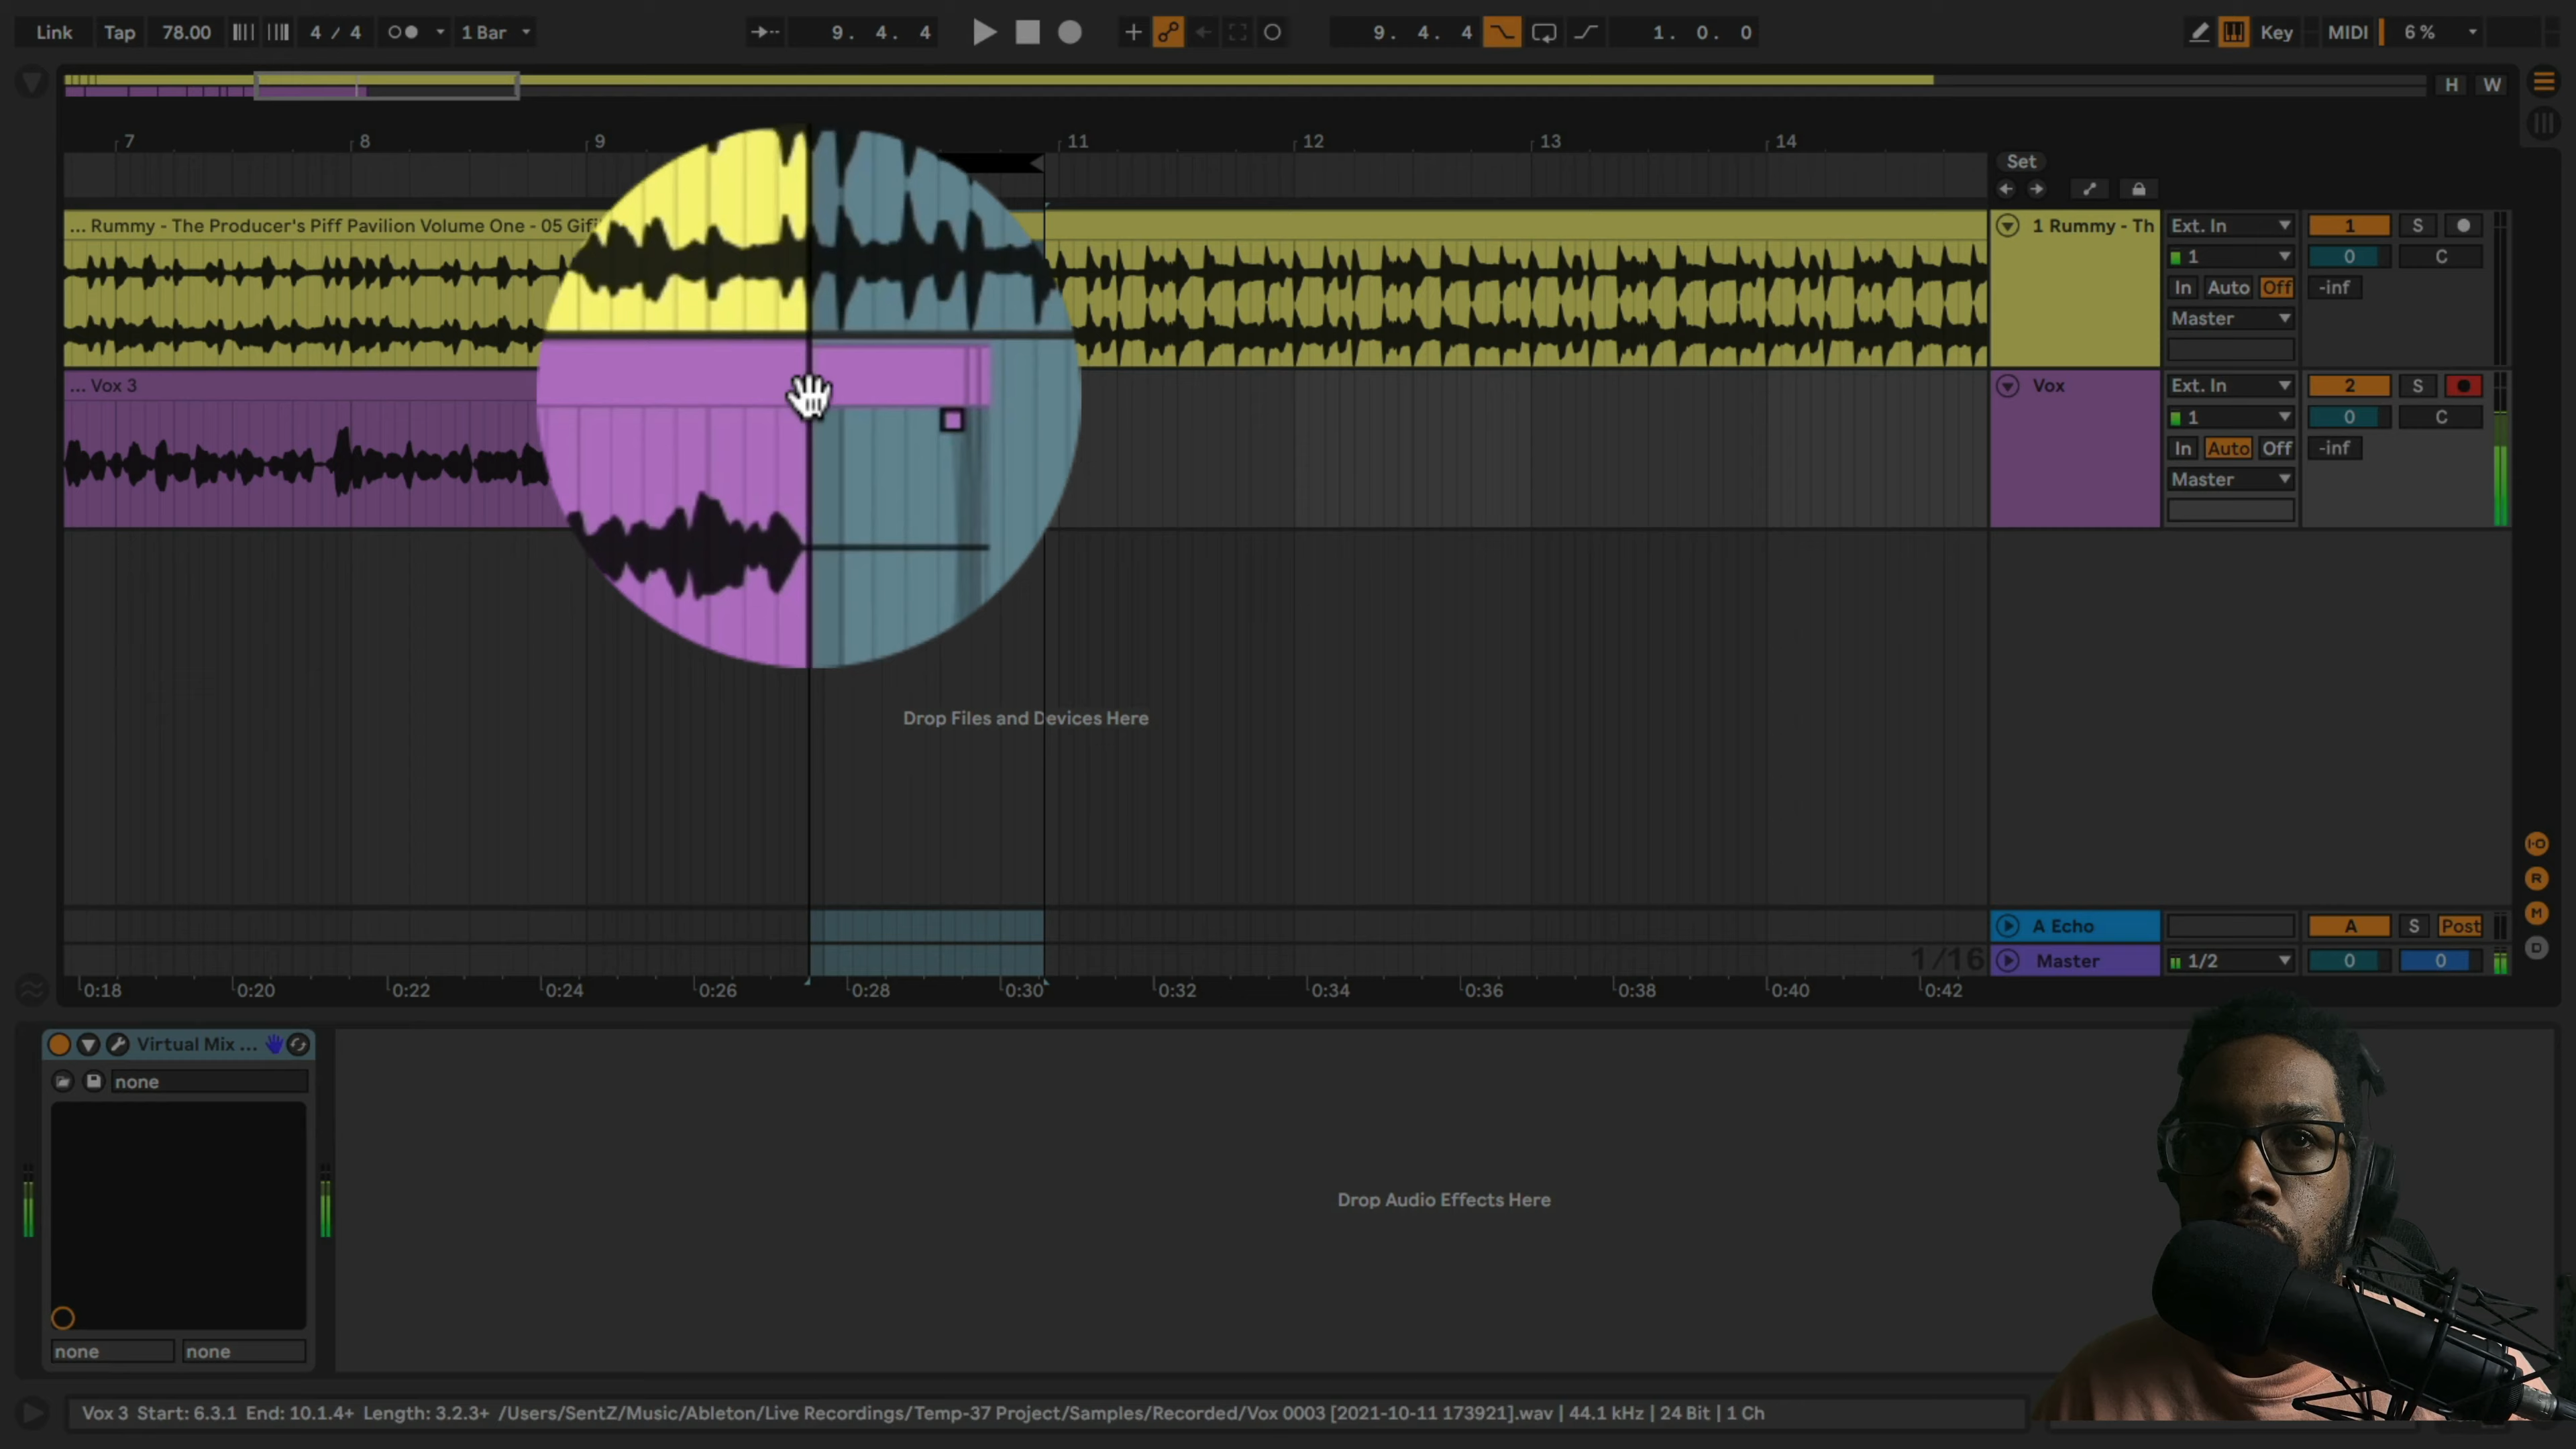 Link Tap 78.00 4 / 4 1 Bar 9. 4. 4 9. 4. 4 1. 0. 0 Key MIDI 6 %
H W
7 8 9 11 12 13 14
Set
... Rummy - The Producer's Piff Pavilion Volume One - 05 Gifi
1 Rummy - Th Ext. In 1 S
1 0 C
In Auto Off -inf
Master
... Vox 3
Vox Ext. In 2 S
1 0 C
In Auto Off -inf
Master
Drop Files and Devices Here
I-O
R
M
D
A Echo A S Post
1/16 Master 1/2 0 0
0:18 0:20 0:22 0:24 0:26 0:28 0:30 0:32 0:34 0:36 0:38 0:40 0:42
Virtual Mix ...
none
Drop Audio Effects Here
none none
Vox 3 Start: 6.3.1 End: 10.1.4+ Length: 3.2.3+ /Users/SentZ/Music/Ableton/Live Recordings/Temp-37 Project/Samples/Recorded/Vox 0003 [2021-10-11 173921].wav | 44.1 kHz | 24 Bit | 1 Ch